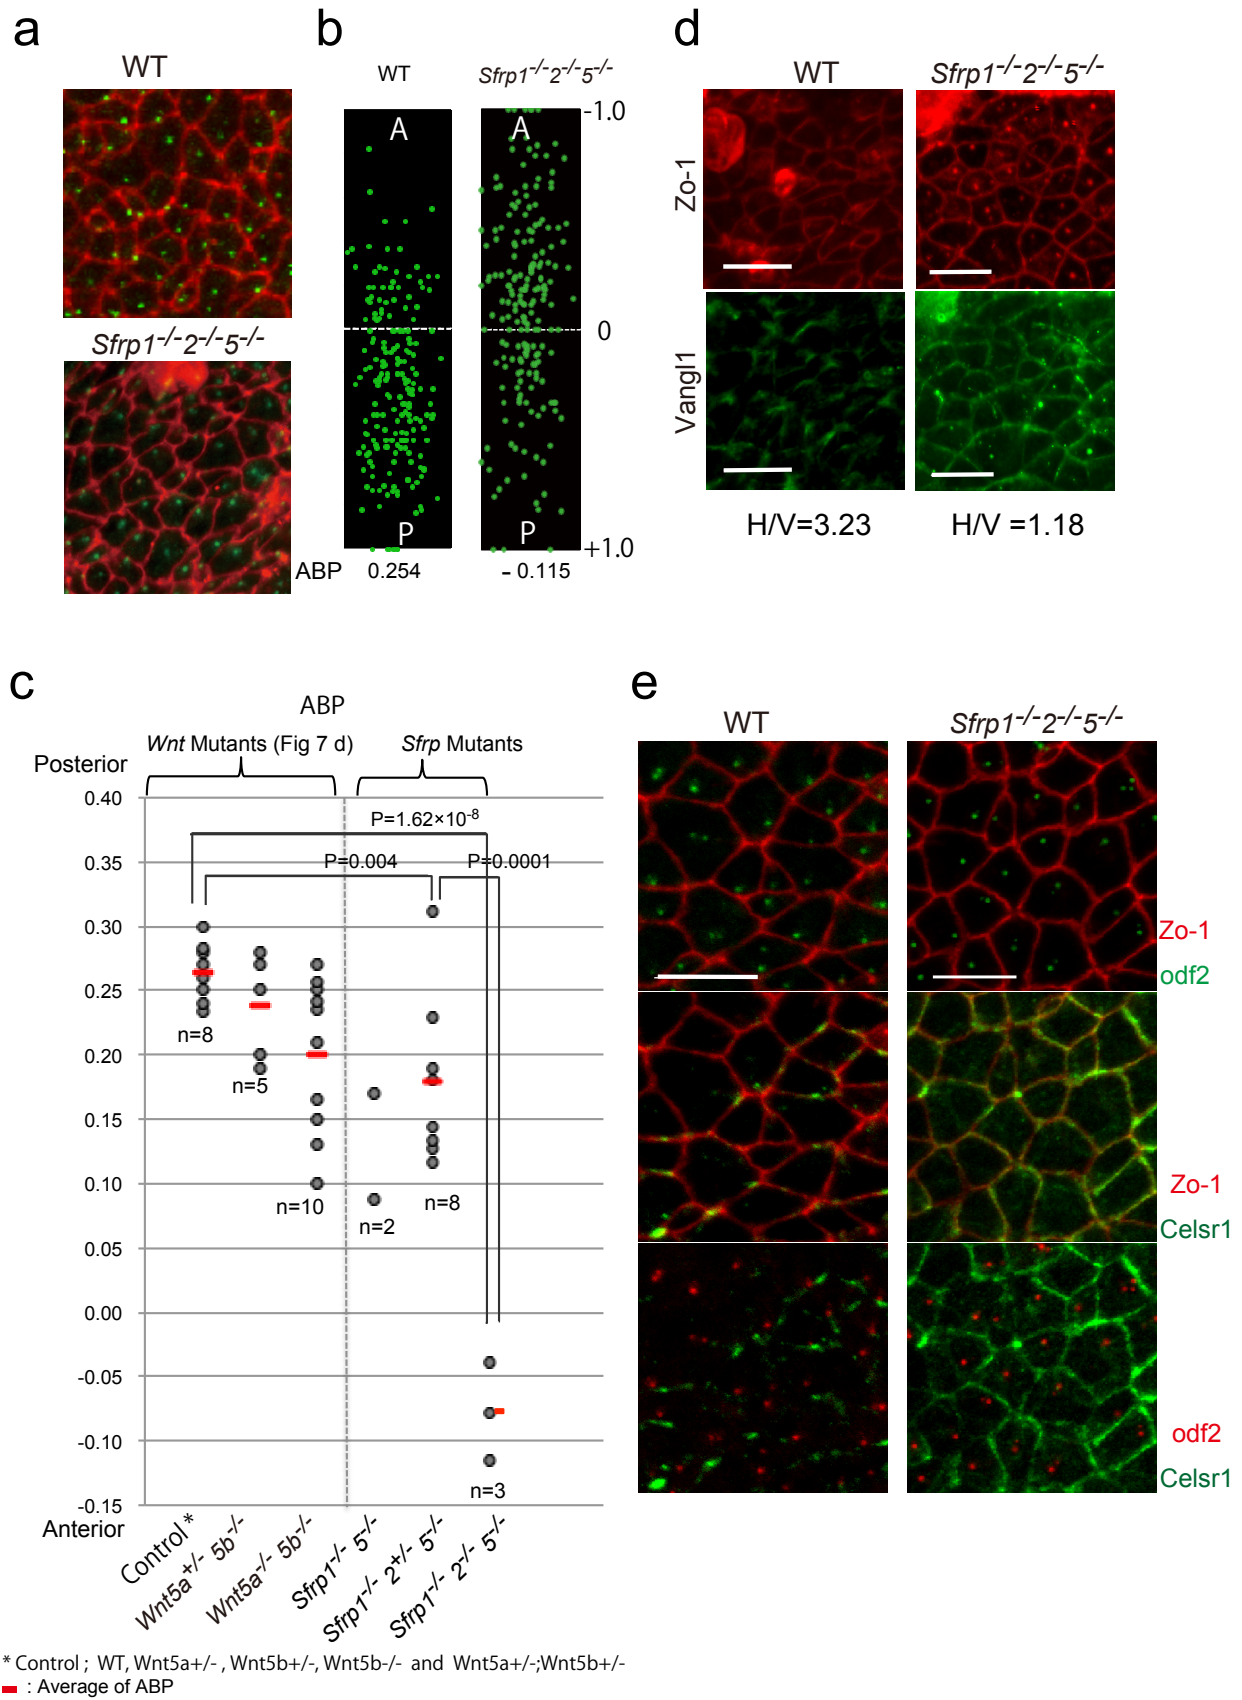 a
WT
Sfrp1-/-2-/-5-/-
b
WT
Sfrp1-/-2-/-5-/-
A
A
-1.0
0
P
P
+1.0
ABP
0.254
- 0.115
d
WT
Sfrp1-/-2-/-5-/-
Zo-1
Vangl1
H/V=3.23
H/V =1.18
c
ABP
Wnt Mutants (Fig 7 d)
Sfrp Mutants
Posterior
0.40
P=1.62×10-8
0.35
P=0.004
P=0.0001
0.30
0.25
n=8
0.20
n=5
0.15
0.10
n=10
n=2
n=8
0.05
0.00
-0.05
-0.10
n=3
-0.15
Anterior
Control*
Wnt5a+/- 5b-/-
Wnt5a-/- 5b-/-
Sfrp1-/- 5-/-
Sfrp1-/- 2+/- 5-/-
Sfrp1-/- 2-/- 5-/-
* Control ; WT, Wnt5a+/- , Wnt5b+/-, Wnt5b-/- and Wnt5a+/-;Wnt5b+/-
: Average of ABP
e
WT
Sfrp1-/-2-/-5-/-
Zo-1
odf2
Zo-1
Celsr1
odf2
Celsr1